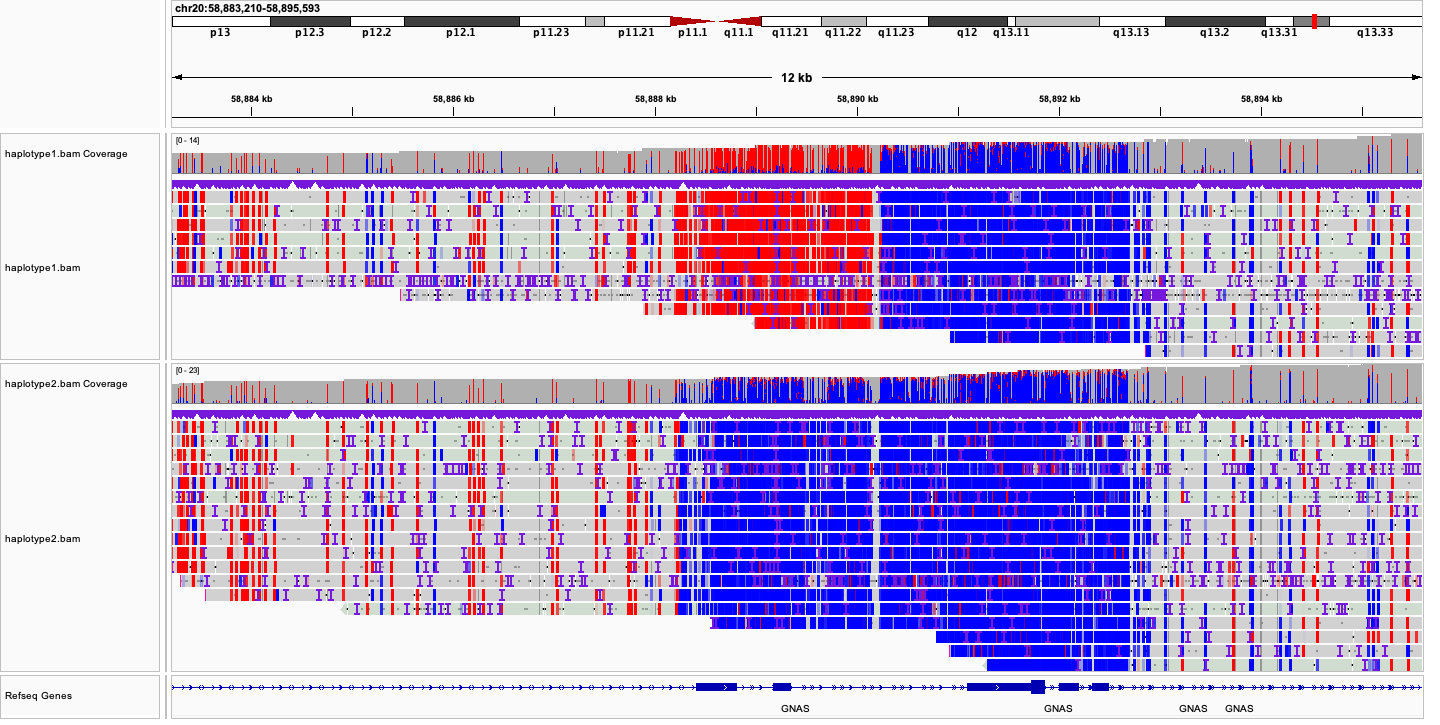 chr20:58,883,210-58,895,593
p13 p12.3 p12.2 p12.1 p11.23 p11.21 p11.1 q11.1 q11.21 q11.22 q11.23 q12 q13.11 q13.13 q13.2 q13.31 q13.33
12 kb
58,884 kb 58,886 kb 58,888 kb 58,890 kb 58,892 kb 58,894 kb
[0 - 14]
haplotype1.bam Coverage
haplotype1.bam
[0 - 23]
haplotype2.bam Coverage
haplotype2.bam
Refseq Genes
GNAS GNAS GNAS GNAS